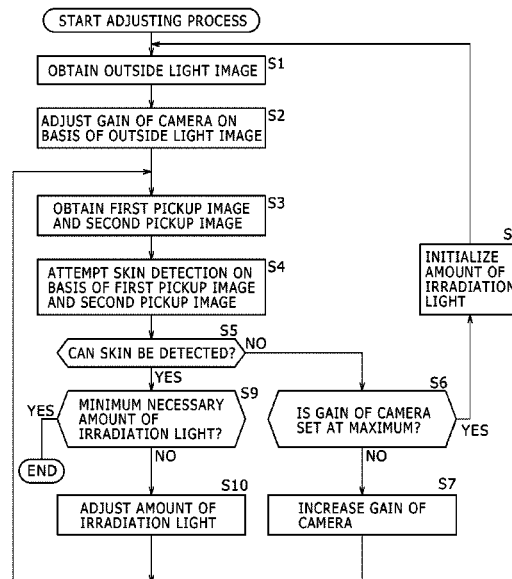 START ADJUSTING PROCESS
S1
OBTAIN OUTSIDE LIGHT IMAGE
S2
ADJUST GAIN OF CAMERA ON
BASIS OF OUTSIDE LIGHT IMAGE
S3
OBTAIN FIRST PICKUP IMAGE
AND SECOND PICKUP IMAGE
S
INITIALIZE
AMOUNT OF
IRRADIATION
LIGHT
S4
ATTEMPT SKIN DETECTION ON
BASIS OF FIRST PICKUP IMAGE
AND SECOND PICKUP IMAGE
S5
CAN SKIN BE DETECTED?
NO
YES
S9
MINIMUM NECESSARY
AMOUNT OF
IRRADIATION LIGHT?
YES
END
NO
S6
IS GAIN OF CAMERA
SET AT MAXIMUM?
YES
NO
S10
ADJUST AMOUNT OF
IRRADIATION LIGHT
S7
INCREASE GAIN OF
CAMERA